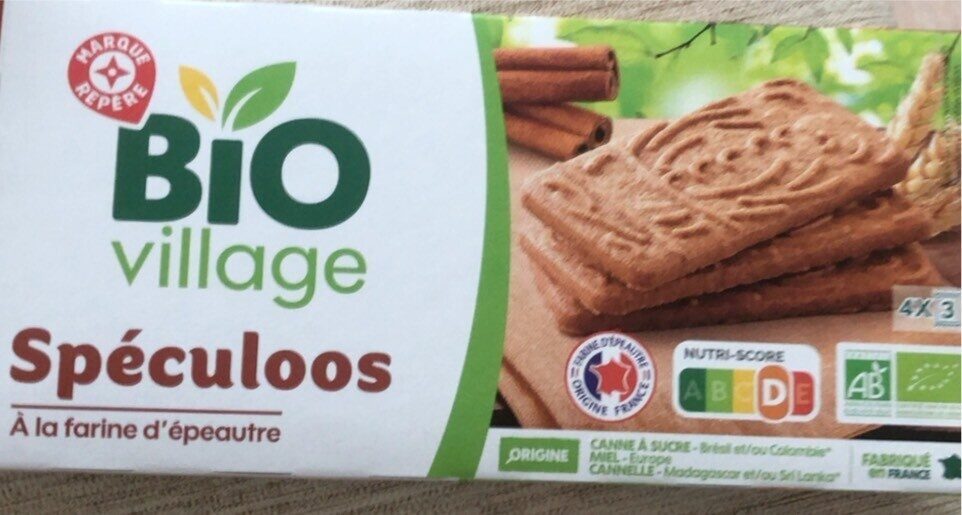 MARQUE
REPÈRE
BIO
village
Spéculoos
À la farine d'épeautre
4X3
FARINE D'ÉPEAUTRE
ORIGINE FRANCE
NUTRI-SCORE
A B C D E
AB
ORIGINE
CANNE À SUCRE - Brésil et/ou Colombie*
MIEL - Europe
CANNELLE - Madagascar et/ou Sri Lanka*
FABRIQUÉ
en FRANCE